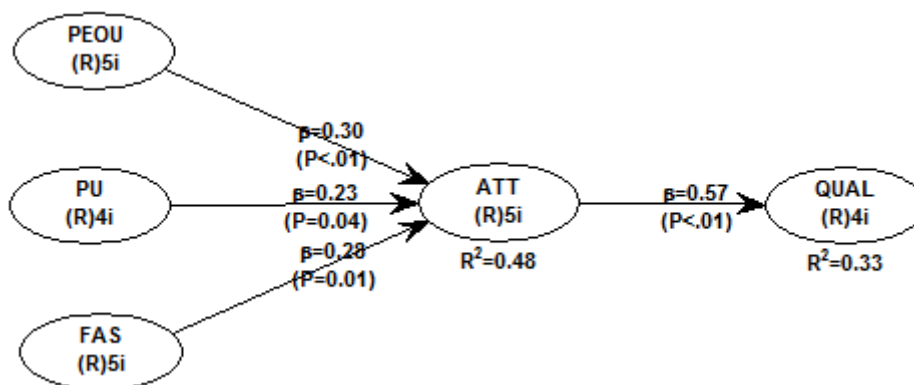 PEOU
(R)5i
β=0.30
(P<.01)
PU
(R)4i
β=0.23
(P=0.04)
ATT
(R)5i
R²=0.48
β=0.57
(P<.01)
QUAL
(R)4i
R²=0.33
β=0.28
(P=0.01)
FAS
(R)5i